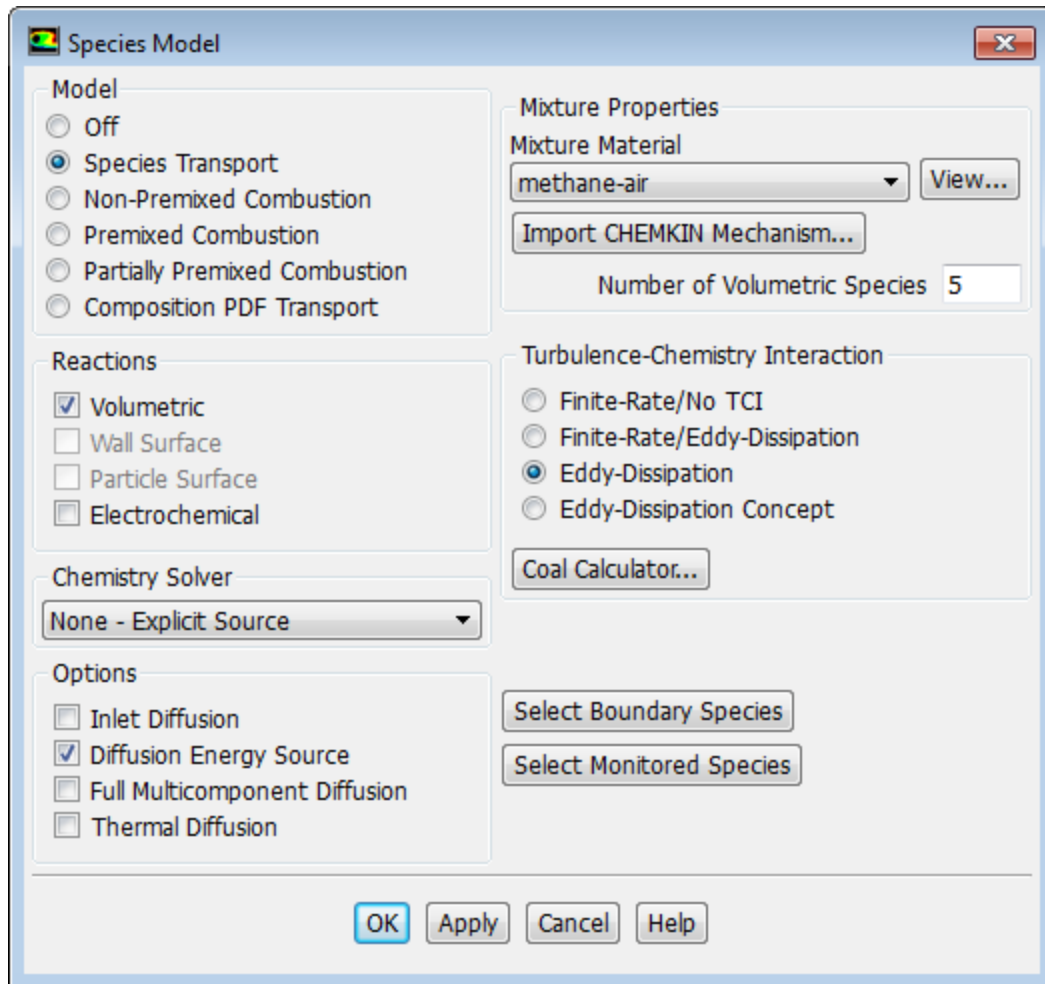 Species Model
Model
Off
Species Transport
Non-Premixed Combustion
Premixed Combustion
Partially Premixed Combustion
Composition PDF Transport
Mixture Properties
Mixture Material
methane-air
View...
Import CHEMKIN Mechanism...
Number of Volumetric Species 5
Reactions
Volumetric
Wall Surface
Particle Surface
Electrochemical
Turbulence-Chemistry Interaction
Finite-Rate/No TCI
Finite-Rate/Eddy-Dissipation
Eddy-Dissipation
Eddy-Dissipation Concept
Coal Calculator...
Chemistry Solver
None - Explicit Source
Options
Inlet Diffusion
Diffusion Energy Source
Full Multicomponent Diffusion
Thermal Diffusion
Select Boundary Species
Select Monitored Species
OK Apply Cancel Help